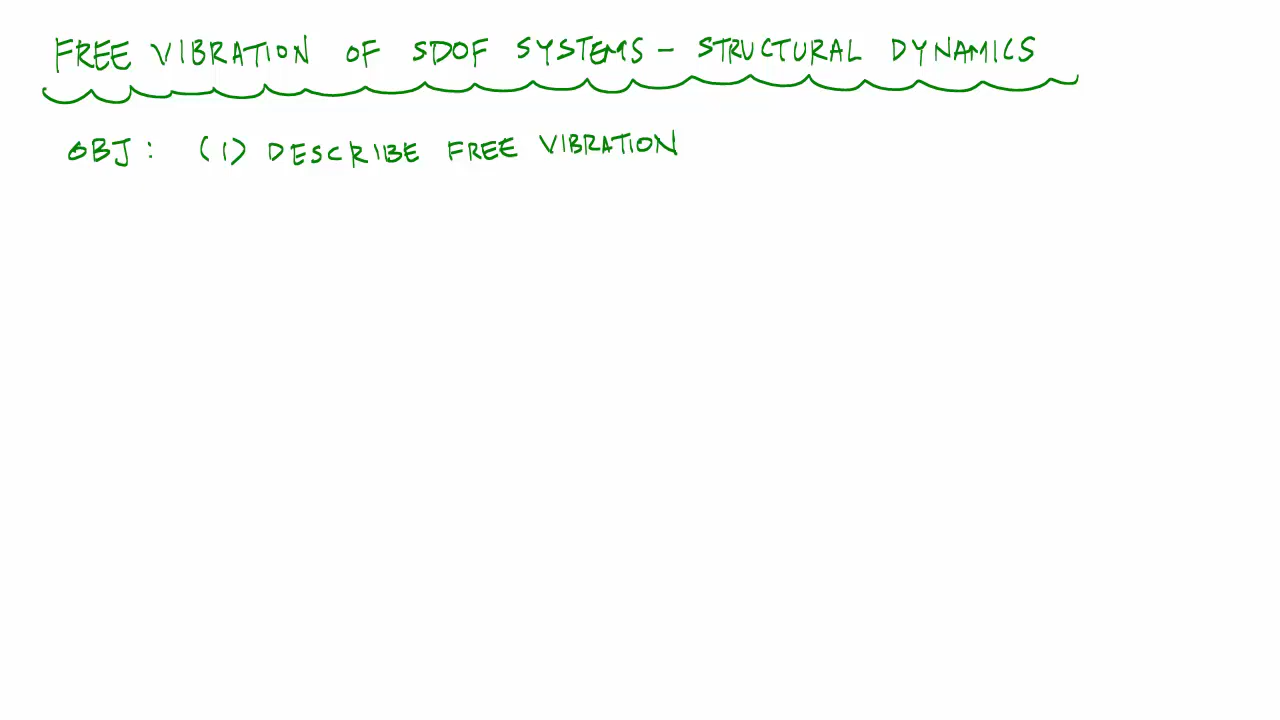 FREE VIBRATION OF SDOF SYSTEMS - STRUCTURAL DYNAMICS
OBJ: (1) DESCRIBE FREE VIBRATION